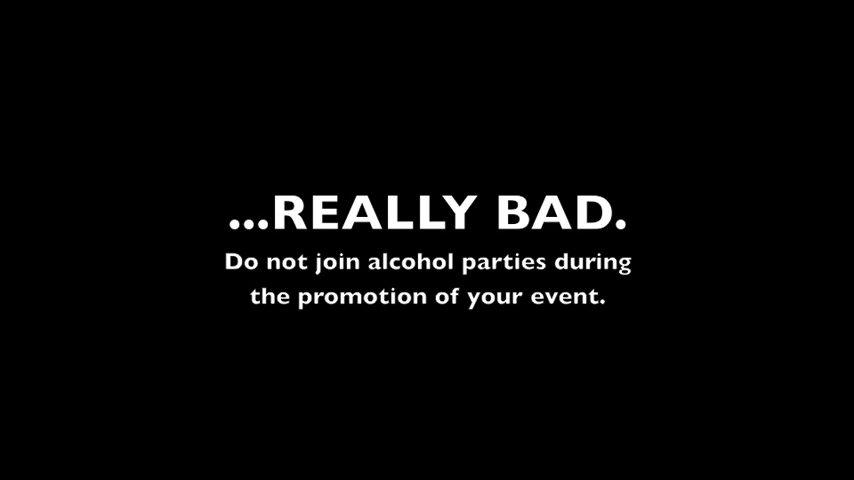 ...REALLY BAD.
Do not join alcohol parties during
the promotion of your event.